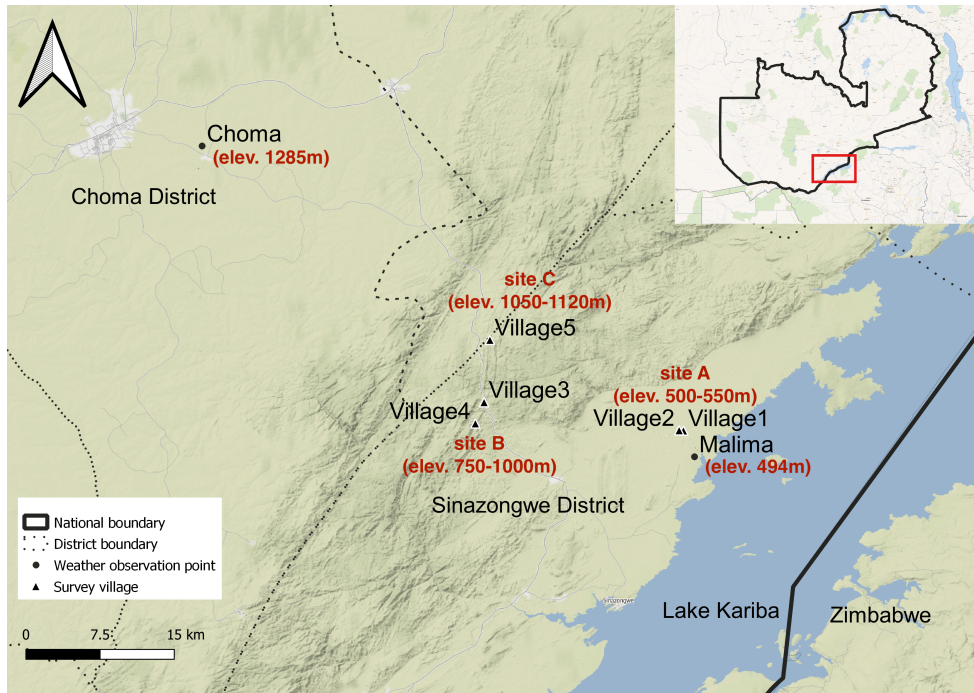 Choma
(elev. 1285m)
Choma District
site C
(elev. 1050-1120m)
Village5
site A
(elev. 500-550m)
Village3
Village4
Village2
Village1
Malima
(elev. 494m)
site B
(elev. 750-1000m)
Sinazongwe District
National boundary
District boundary
Weather observation point
Survey village
Sinazongwe
Lake Kariba
Zimbabwe
0
7.5
15 km